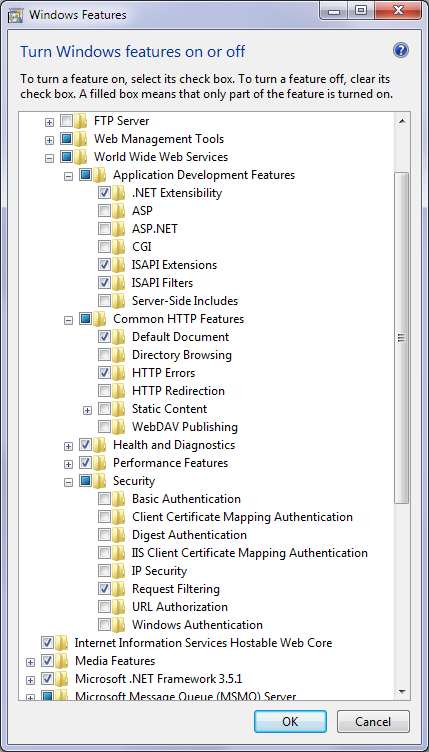 Windows Features
Turn Windows features on or off
To turn a feature on, select its check box. To turn a feature off, clear its
check box. A filled box means that only part of the feature is turned on.
FTP Server
Web Management Tools
World Wide Web Services
Application Development Features
.NET Extensibility
ASP
ASP.NET
CGI
ISAPI Extensions
ISAPI Filters
Server-Side Includes
Common HTTP Features
Default Document
Directory Browsing
HTTP Errors
HTTP Redirection
Static Content
WebDAV Publishing
Health and Diagnostics
Performance Features
Security
Basic Authentication
Client Certificate Mapping Authentication
Digest Authentication
IIS Client Certificate Mapping Authentication
IP Security
Request Filtering
URL Authorization
Windows Authentication
Internet Information Services Hostable Web Core
Media Features
Microsoft .NET Framework 3.5.1
Microsoft Message Queue (MSMQ) Server
OK Cancel